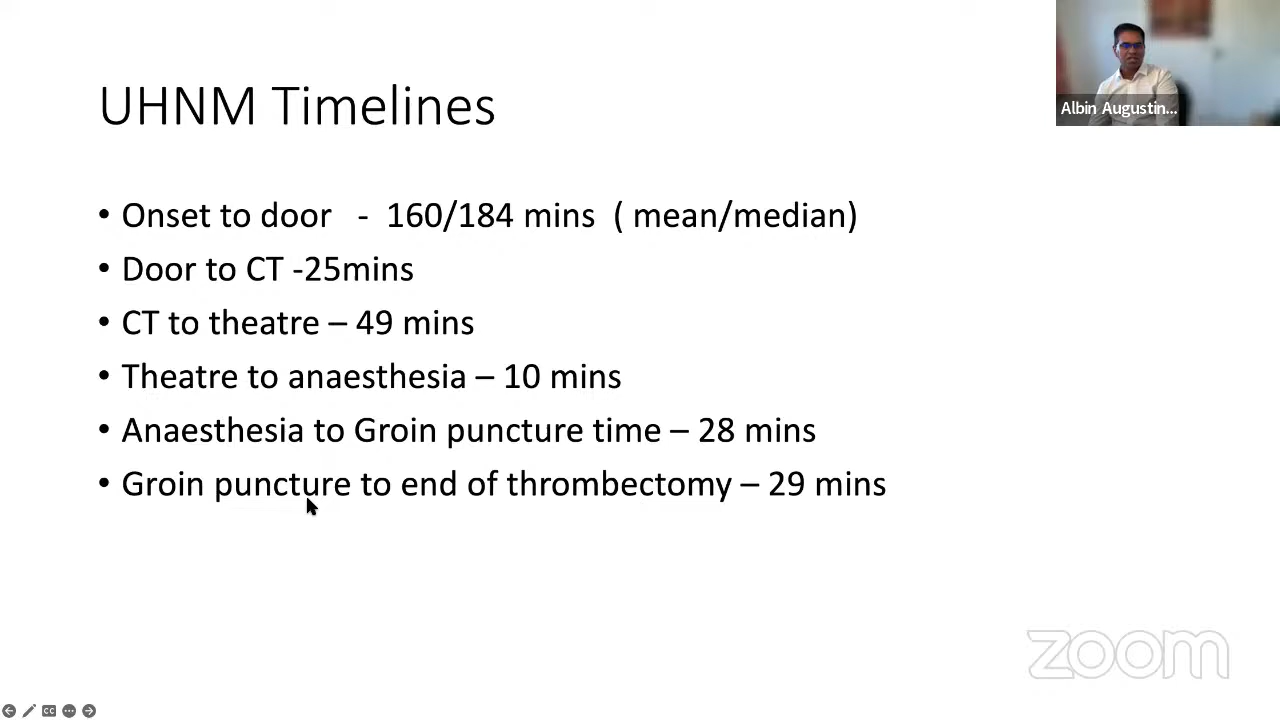 Albin Augustin...
UHNM Timelines
• Onset to door - 160/184 mins ( mean/median)
• Door to CT -25mins
• CT to theatre – 49 mins
• Theatre to anaesthesia – 10 mins
• Anaesthesia to Groin puncture time – 28 mins
• Groin puncture to end of thrombectomy – 29 mins
zoom
CC